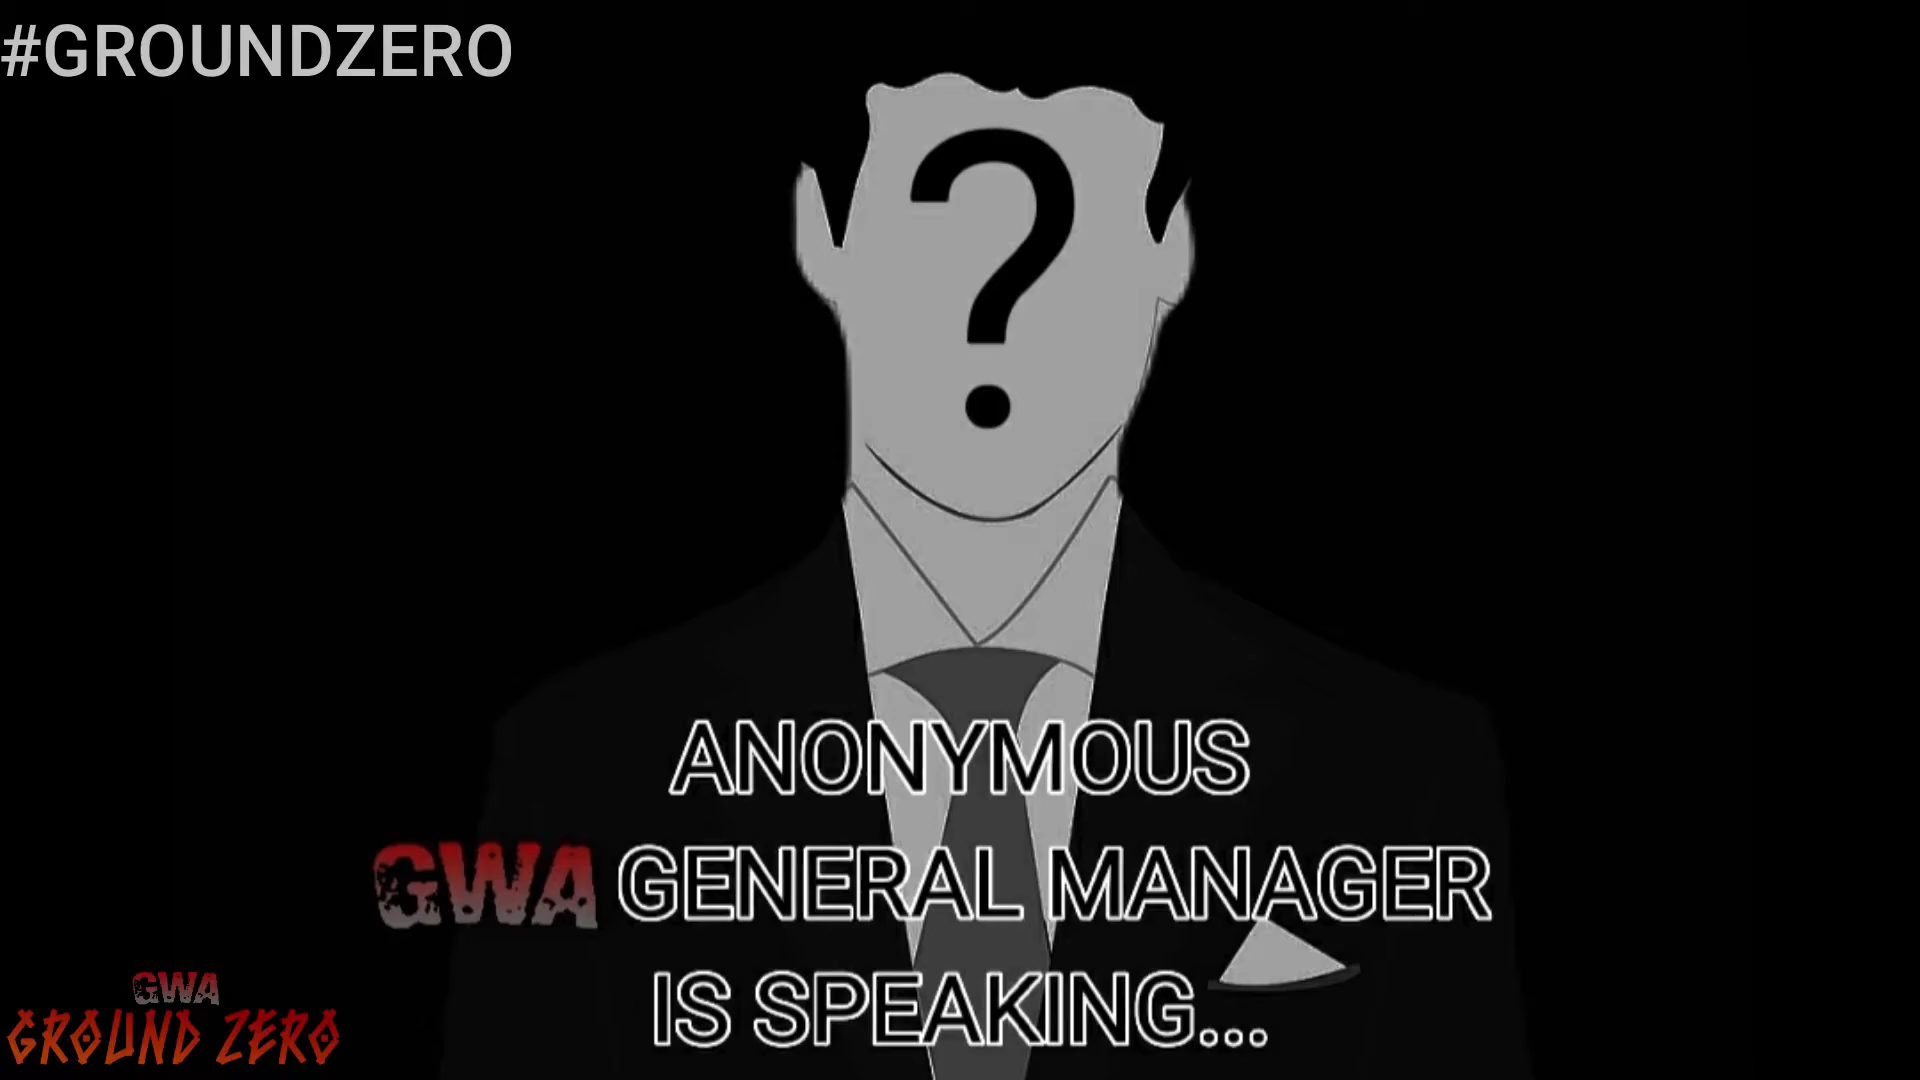 #GROUNDZERO
?
ANONYMOUS
GWA GENERAL MANAGER
IS SPEAKING...
GWA
GROUND ZERO